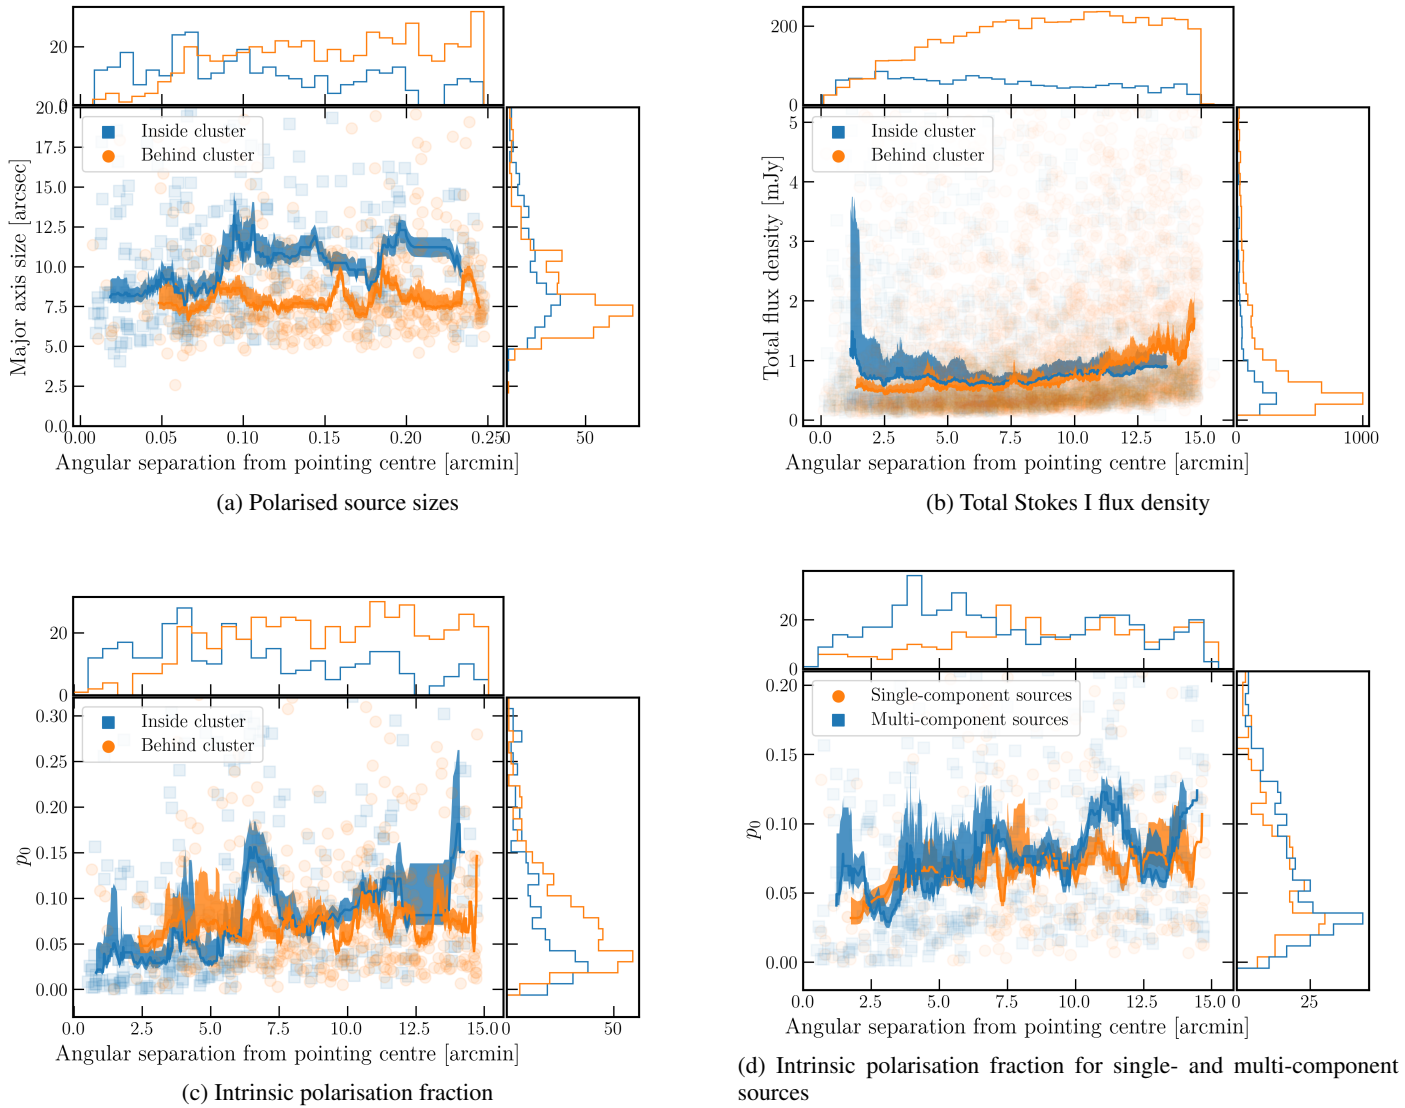 20
0
20.0
17.5
15.0
12.5
10.0
7.5
5.0
2.5
0.0
Major axis size [arcsec]
Inside cluster
Behind cluster
0.00 0.05 0.10 0.15 0.20 0.25
50
Angular separation from pointing centre [arcmin]
(a) Polarised source sizes
200
0
5
4
3
2
1
0
Total flux density [mJy]
Inside cluster
Behind cluster
0.0 2.5 5.0 7.5 10.0 12.5 15.0
0 1000
Angular separation from pointing centre [arcmin]
(b) Total Stokes I flux density
20
0
0.30
0.25
0.20
0.15
0.10
0.05
0.00
p₀
Inside cluster
Behind cluster
0.0 2.5 5.0 7.5 10.0 12.5 15.0
0 50
Angular separation from pointing centre [arcmin]
(c) Intrinsic polarisation fraction
20
0
0.20
0.15
0.10
0.05
0.00
p₀
Single-component sources
Multi-component sources
0.0 2.5 5.0 7.5 10.0 12.5 15.0
0 25
Angular separation from pointing centre [arcmin]
(d) Intrinsic polarisation fraction for single- and multi-component
sources